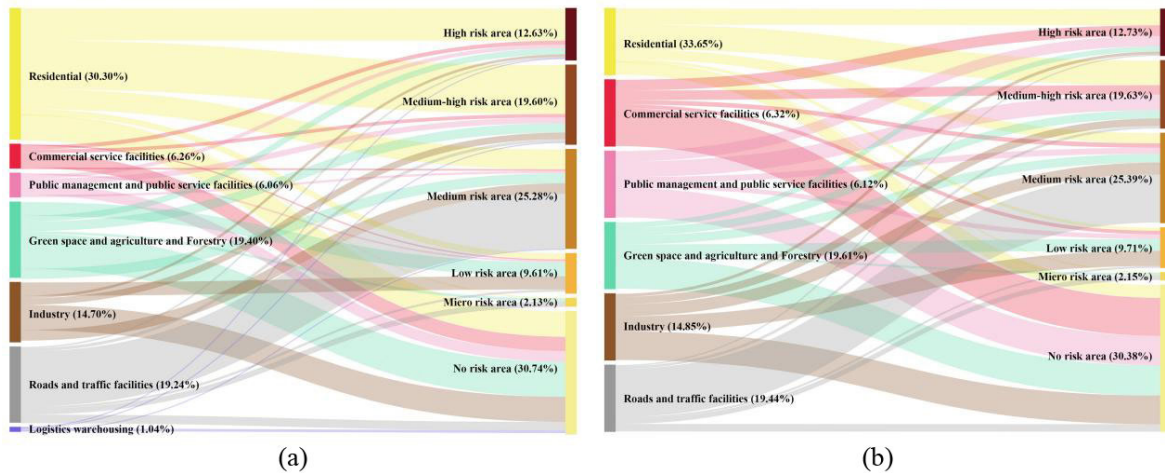 Residential (30.30%)
Commercial service facilities (6.26%)
Public management and public service facilities (6.06%)
Green space and agriculture and Forestry (19.40%)
Industry (14.70%)
Roads and traffic facilities (19.24%)
Logistics warehousing (1.04%)
High risk area (12.63%)
Medium-high risk area (19.60%)
Medium risk area (25.28%)
Low risk area (9.61%)
Micro risk area (2.13%)
No risk area (30.74%)
(a)
Residential (33.65%)
Commercial service facilities (6.32%)
Public management and public service facilities (6.12%)
Green space and agriculture and Forestry (19.61%)
Industry (14.85%)
Roads and traffic facilities (19.44%)
High risk area (12.73%)
Medium-high risk area (19.63%)
Medium risk area (25.39%)
Low risk area (9.71%)
Micro risk area (2.15%)
No risk area (30.38%)
(b)